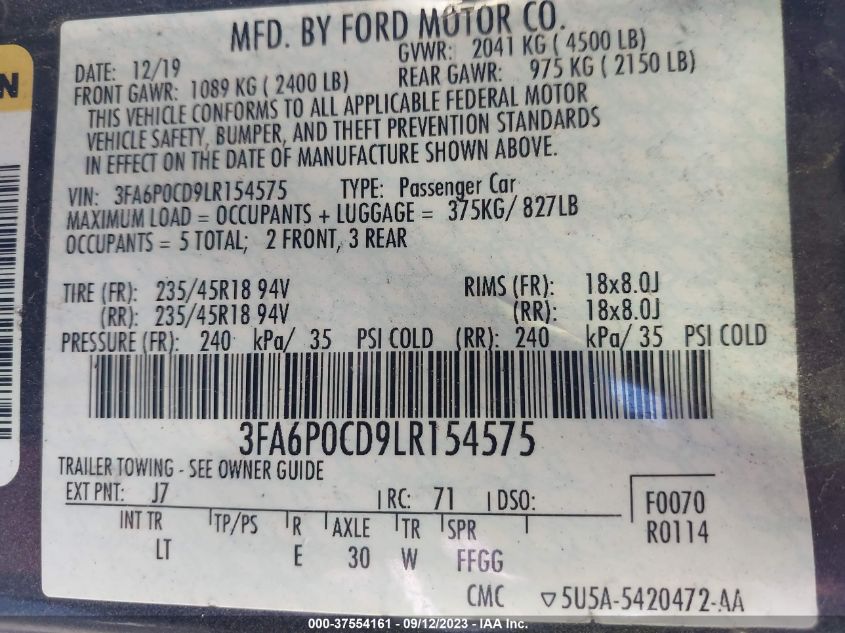 MFD. BY FORD MOTOR CO.
DATE: 12/19 GVWR: 2041 KG ( 4500 LB)
FRONT GAWR: 1089 KG ( 2400 LB) REAR GAWR: 975 KG ( 2150 LB)
THIS VEHICLE CONFORMS TO ALL APPLICABLE FEDERAL MOTOR
VEHICLE SAFETY, BUMPER, AND THEFT PREVENTION STANDARDS
IN EFFECT ON THE DATE OF MANUFACTURE SHOWN ABOVE.
VIN: 3FA6P0CD9LR154575 TYPE: Passenger Car
MAXIMUM LOAD = OCCUPANTS + LUGGAGE = 375KG/ 827LB
OCCUPANTS = 5 TOTAL; 2 FRONT, 3 REAR
TIRE (FR): 235/45R18 94V RIMS (FR): 18x8.0J
(RR): 235/45R18 94V (RR): 18x8.0J
PRESSURE (FR): 240 kPa/ 35 PSI COLD (RR): 240 kPa/ 35 PSI COLD
3FA6P0CD9LR154575
TRAILER TOWING - SEE OWNER GUIDE
EXT PNT: J7 RC: 71 DSO: F0070
R0114
INT TR TP/PS R AXLE TR SPR
LT E 30 W FFGG
CMC ▽5U5A-5420472-AA
N
000-37554161 - 09/12/2023 - IAA Inc.